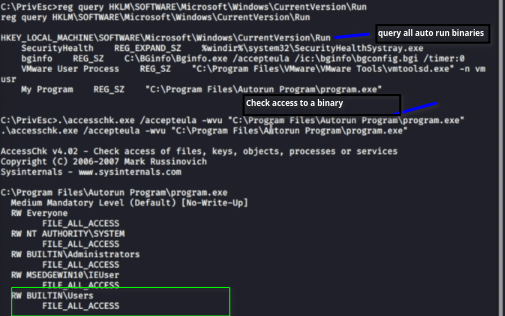 C:\PrivEsc>reg query HKLM\SOFTWARE\Microsoft\Windows\CurrentVersion\Run
reg query HKLM\SOFTWARE\Microsoft\Windows\CurrentVersion\Run
query all auto run binaries
HKEY_LOCAL_MACHINE\SOFTWARE\Microsoft\Windows\CurrentVersion\Run
SecurityHealth REG_EXPAND_SZ %windir%\system32\SecurityHealthSystray.exe
bginfo REG_SZ C:\BGinfo\Bginfo.exe /accepteula /ic:\bginfo\bgconfig.bgi /timer:0
VMware User Process REG_SZ "C:\Program Files\VMware\VMware Tools\vmtoolsd.exe" -n vm
usr
My Program REG_SZ "C:\Program Files\Autorun Program\program.exe"
Check access to a binary
C:\PrivEsc>.\accesschk.exe /accepteula -wvu "C:\Program Files\Autorun Program\program.exe"
.\accesschk.exe /accepteula -wvu "C:\Program Files\Autorun Program\program.exe"
AccessChk v4.02 - Check access of files, keys, objects, processes or services
Copyright (C) 2006-2007 Mark Russinovich
Sysinternals - www.sysinternals.com
C:\Program Files\Autorun Program\program.exe
Medium Mandatory Level (Default) [No-Write-Up]
RW Everyone
FILE_ALL_ACCESS
RW NT AUTHORITY\SYSTEM
FILE_ALL_ACCESS
RW BUILTIN\Administrators
FILE_ALL_ACCESS
RW MSEDGEWIN10\IEUser
FILE_ALL_ACCESS
RW BUILTIN\Users
FILE_ALL_ACCESS